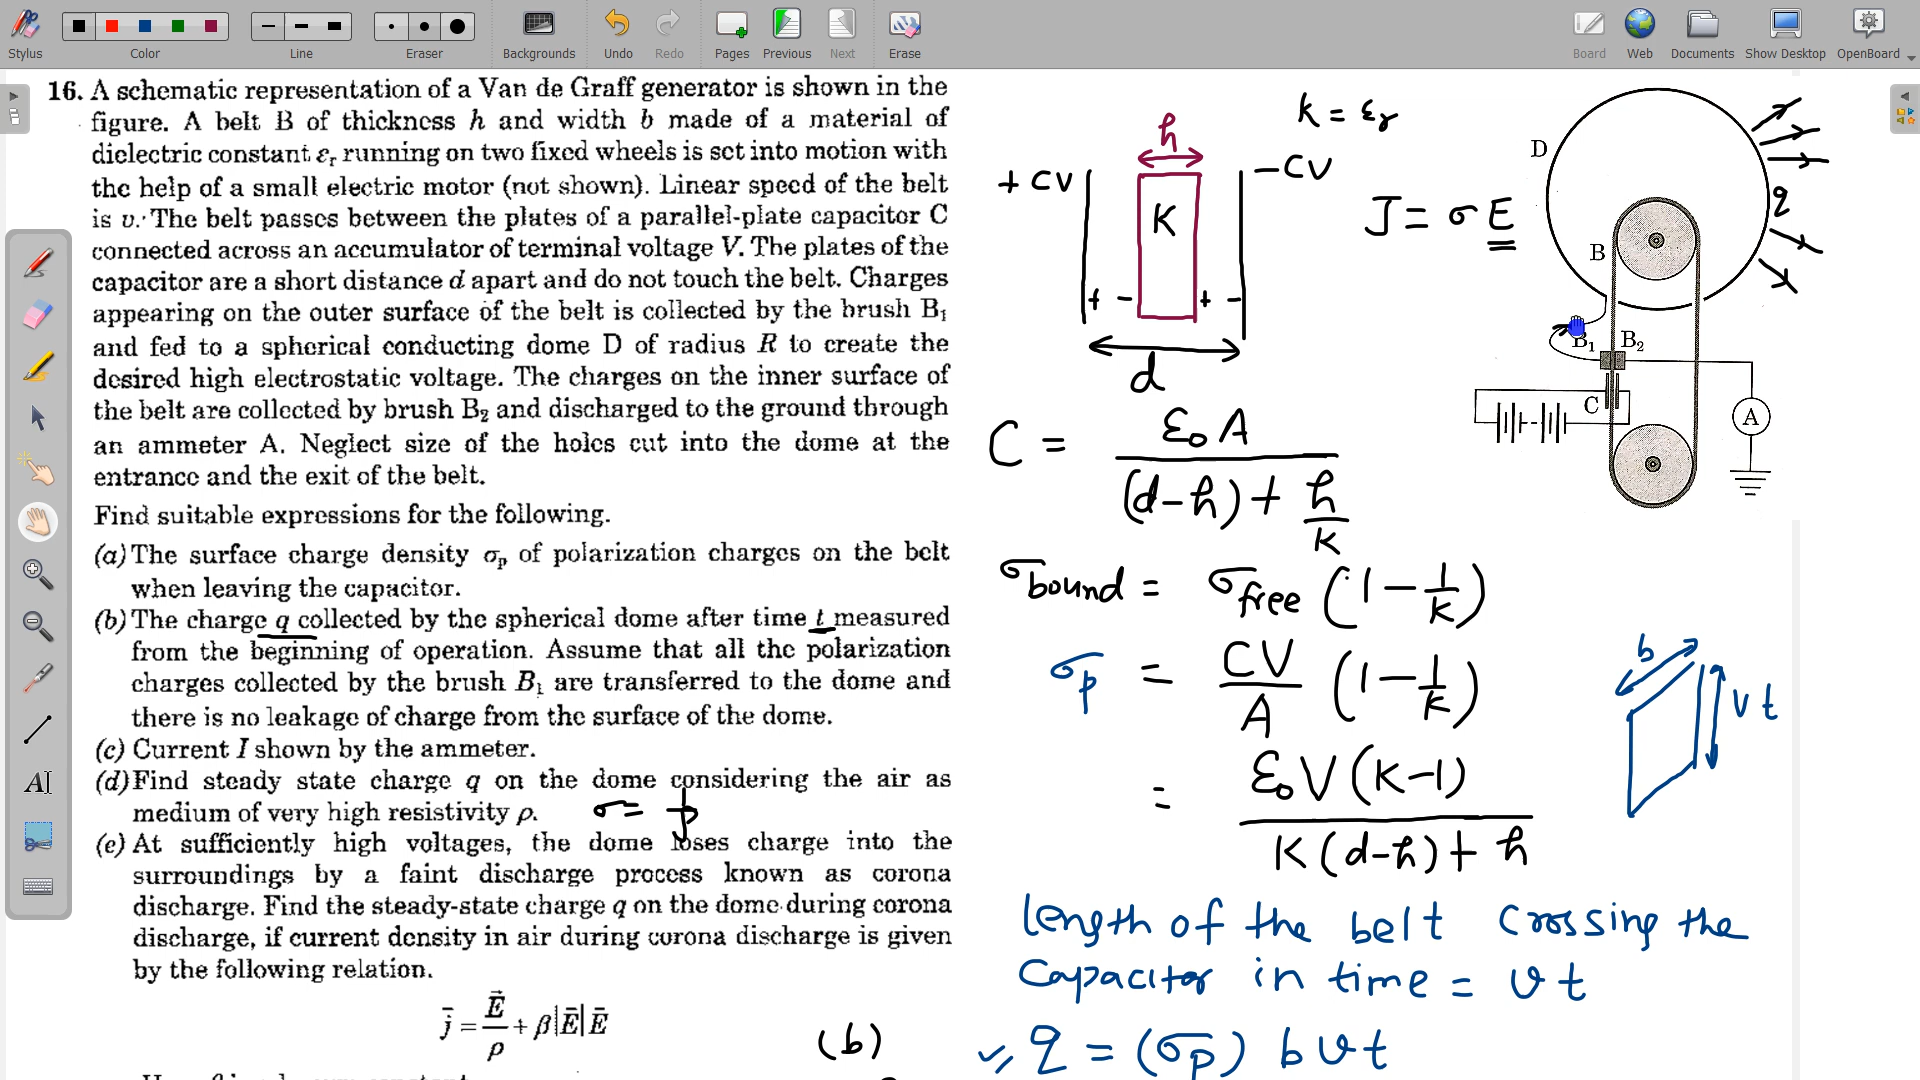 Stylus Color Line Eraser Backgrounds Undo Redo Pages Previous Next Erase Board Web Documents Show Desktop OpenBoard
16. A schematic representation of a Van de Graff generator is shown in the
figure. A belt B of thickness h and width b made of a material of
dielectric constant εr running on two fixed wheels is set into motion with
the help of a small electric motor (not shown). Linear speed of the belt
is v. The belt passes between the plates of a parallel-plate capacitor C
connected across an accumulator of terminal voltage V. The plates of the
capacitor are a short distance d apart and do not touch the belt. Charges
appearing on the outer surface of the belt is collected by the brush B1
and fed to a spherical conducting dome D of radius R to create the
desired high electrostatic voltage. The charges on the inner surface of
the belt are collected by brush B2 and discharged to the ground through
an ammeter A. Neglect size of the holes cut into the dome at the
entrance and the exit of the belt.
Find suitable expressions for the following.
(a) The surface charge density σp of polarization charges on the belt
when leaving the capacitor.
(b) The charge q collected by the spherical dome after time t measured
from the beginning of operation. Assume that all the polarization
charges collected by the brush B1 are transferred to the dome and
there is no leakage of charge from the surface of the dome.
(c) Current I shown by the ammeter.
(d) Find steady state charge q on the dome considering the air as
medium of very high resistivity ρ.
σ = 1/ρ
(e) At sufficiently high voltages, the dome loses charge into the
surroundings by a faint discharge process known as corona
discharge. Find the steady-state charge q on the dome during corona
discharge, if current density in air during corona discharge is given
by the following relation.
j = E/ρ + β|E|E
(b)
h
+ CV
K
- CV
+ - + -
d
k = εr
J = σ E
D
q
B
B1 B2
C
A
C = ε0 A / (d-h) + h/K
σbound = σfree (1 - 1/K)
σp = CV/A (1 - 1/K)
= ε0 V (K-1) / K (d-h) + h
b
v t
length of the belt crossing the
capacitor in time = v t
q = (σp) b v t